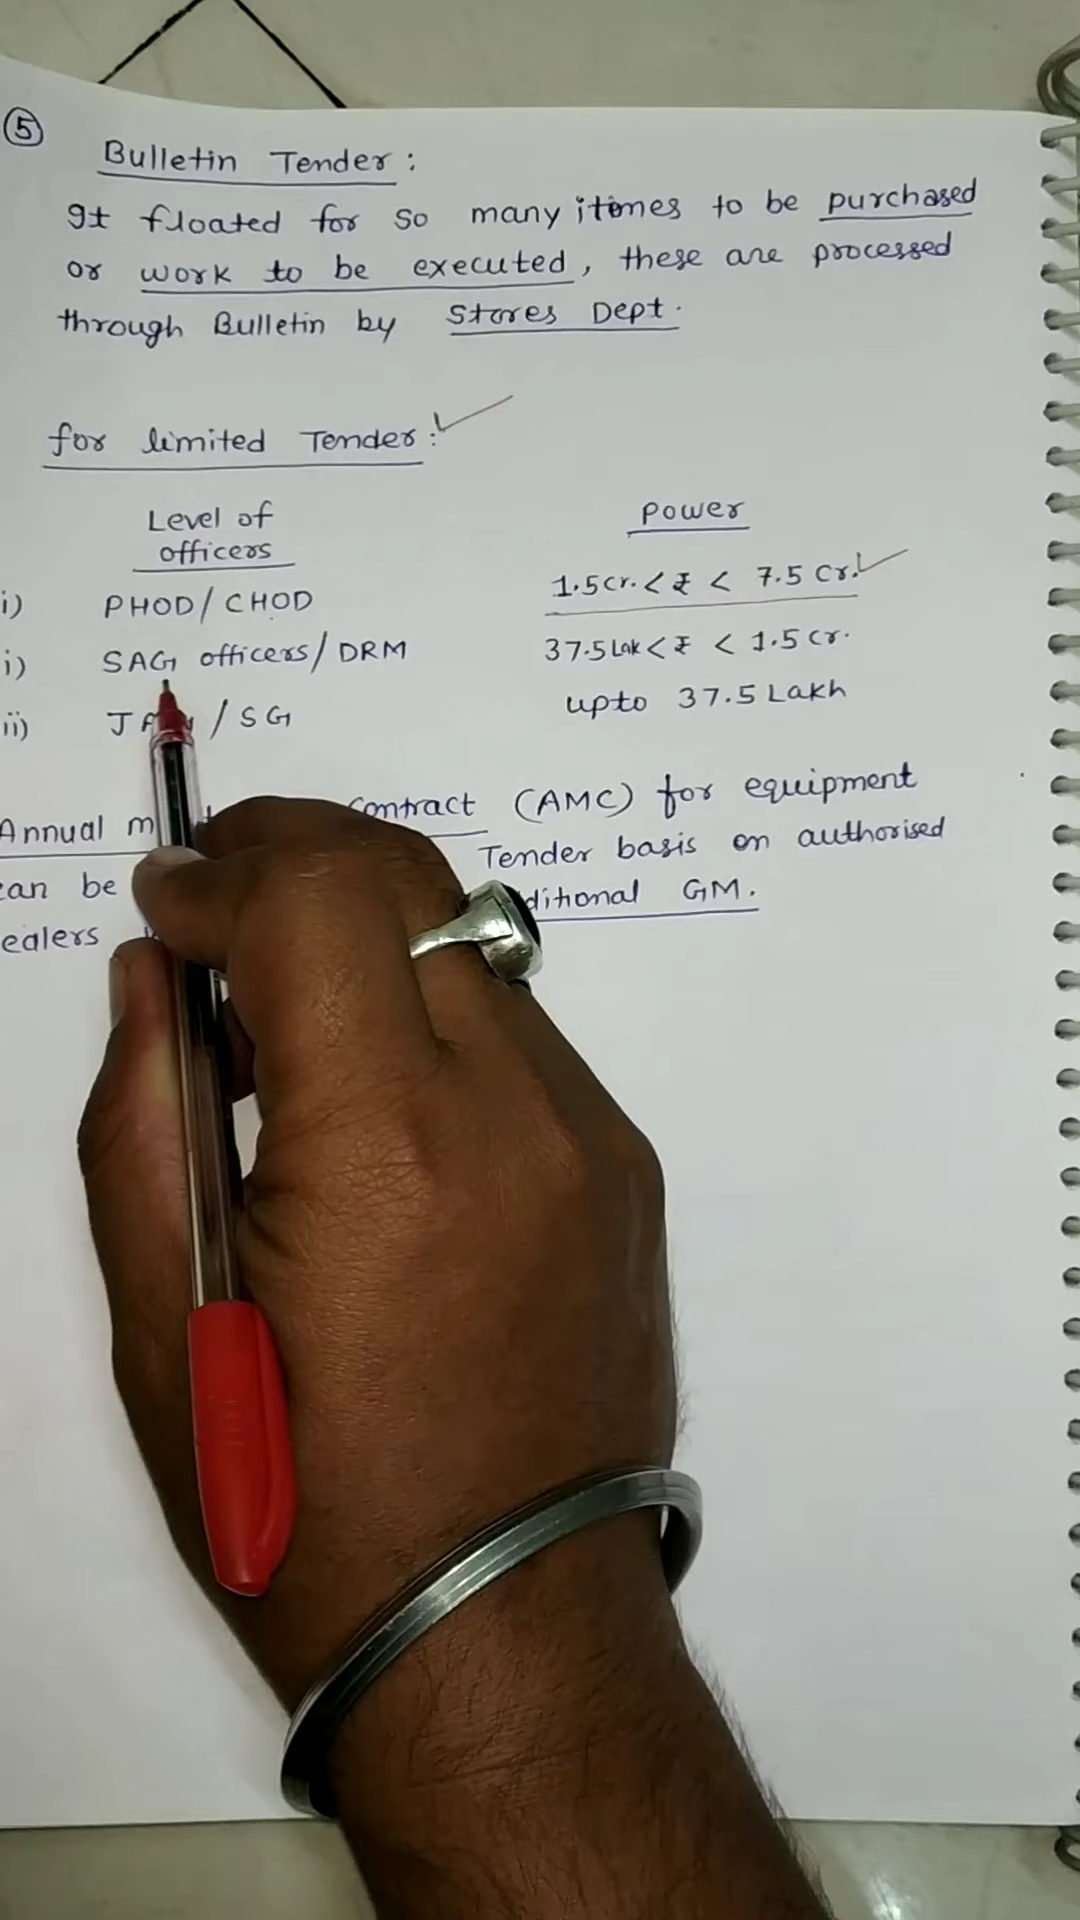 5
Bulletin Tender:
It floated for so many itemes to be purchased
or work to be executed, these are processed
through Bulletin by Stores Dept.
for limited Tender:
Level of officers Power
i) PHOD/CHOD 1.5Cr. < ₹ < 7.5 Cr.
i) SAG officers/DRM 37.5 Lak < ₹ < 1.5 Cr.
ii) / SG upto 37.5 Lakh
Annual Contract (AMC) for equipment
can be Tender basis on authorised
ealers GM.